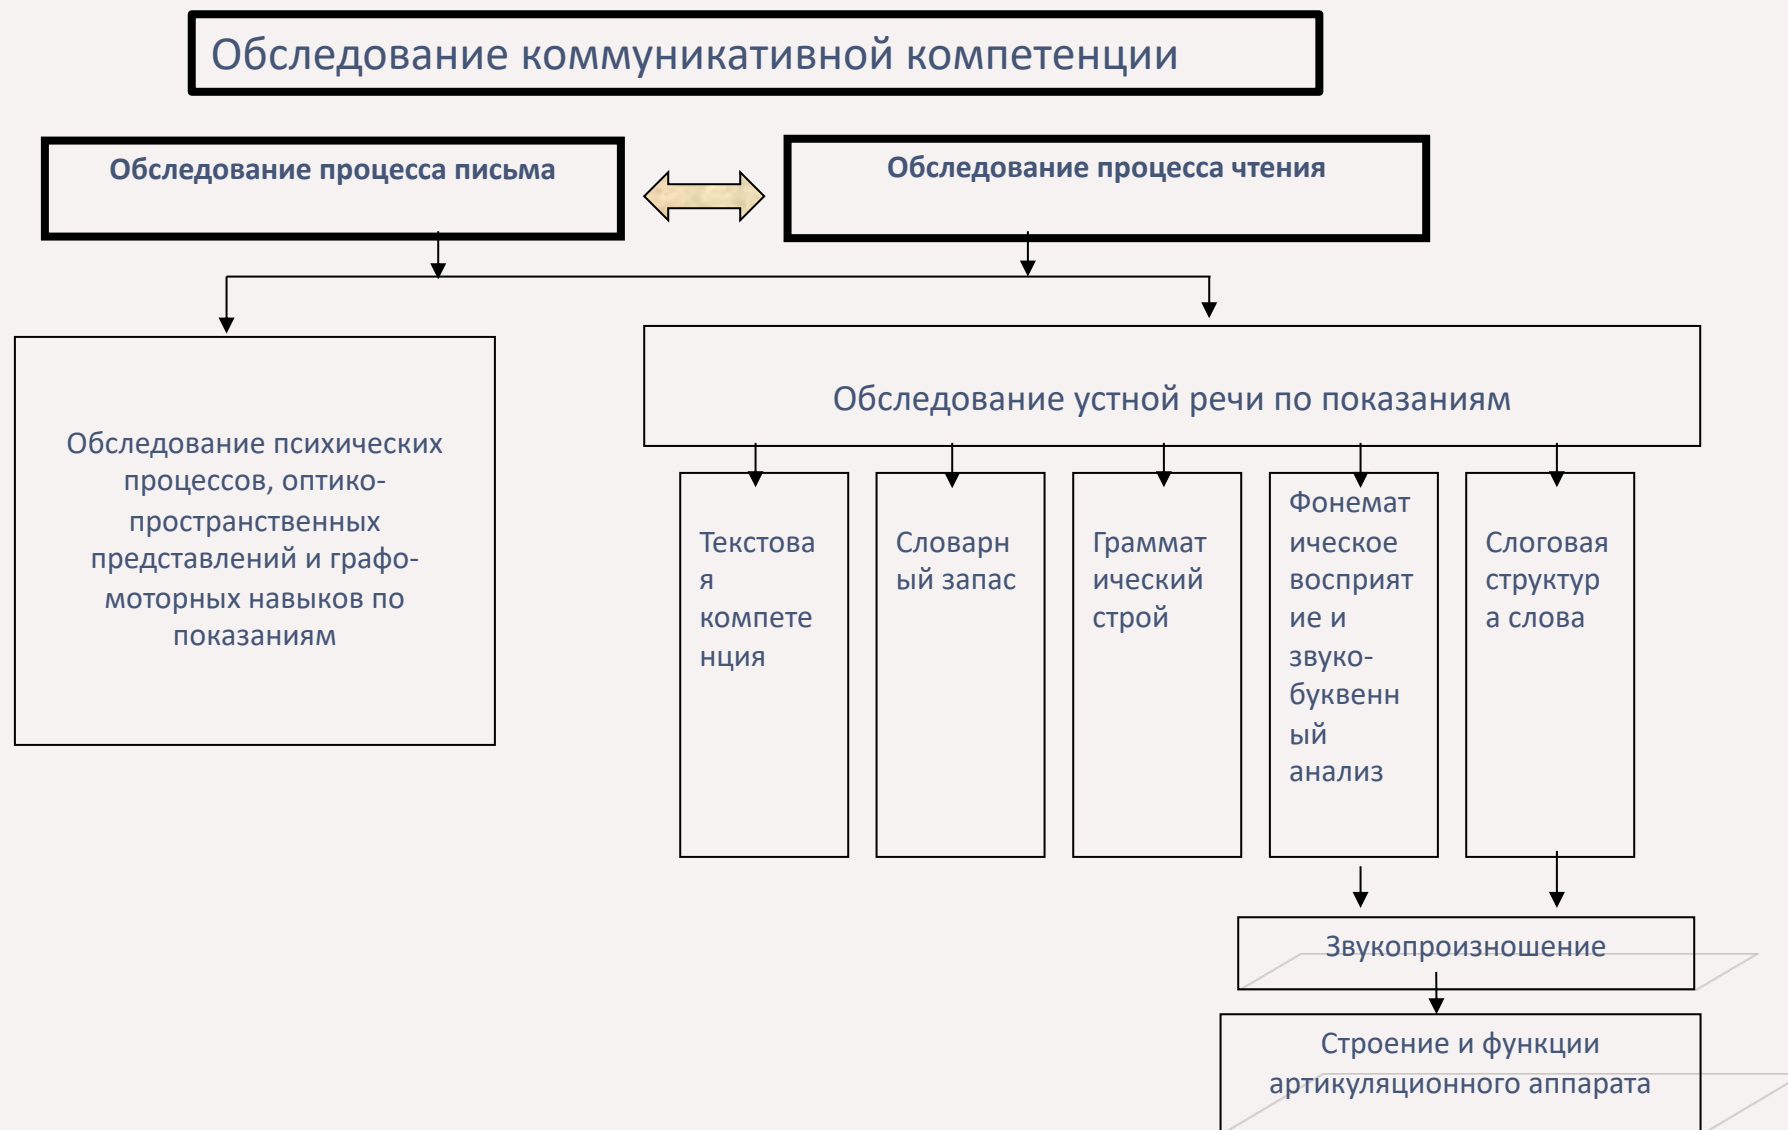 Обследование коммуникативной компетенции
Обследование процесса письма
Обследование процесса чтения
Обследование психических
процессов, оптико-
пространственных
представлений и графо-
моторных навыков по
показаниям
Обследование устной речи по показаниям
Текстова
я
компете
нция
Словарн
ый запас
Граммат
ический
строй
Фонемат
ическое
восприят
ие и
звуко-
буквенн
ый
анализ
Слоговая
структур
а слова
Звукопроизношение
Строение и функции
артикуляционного аппарата